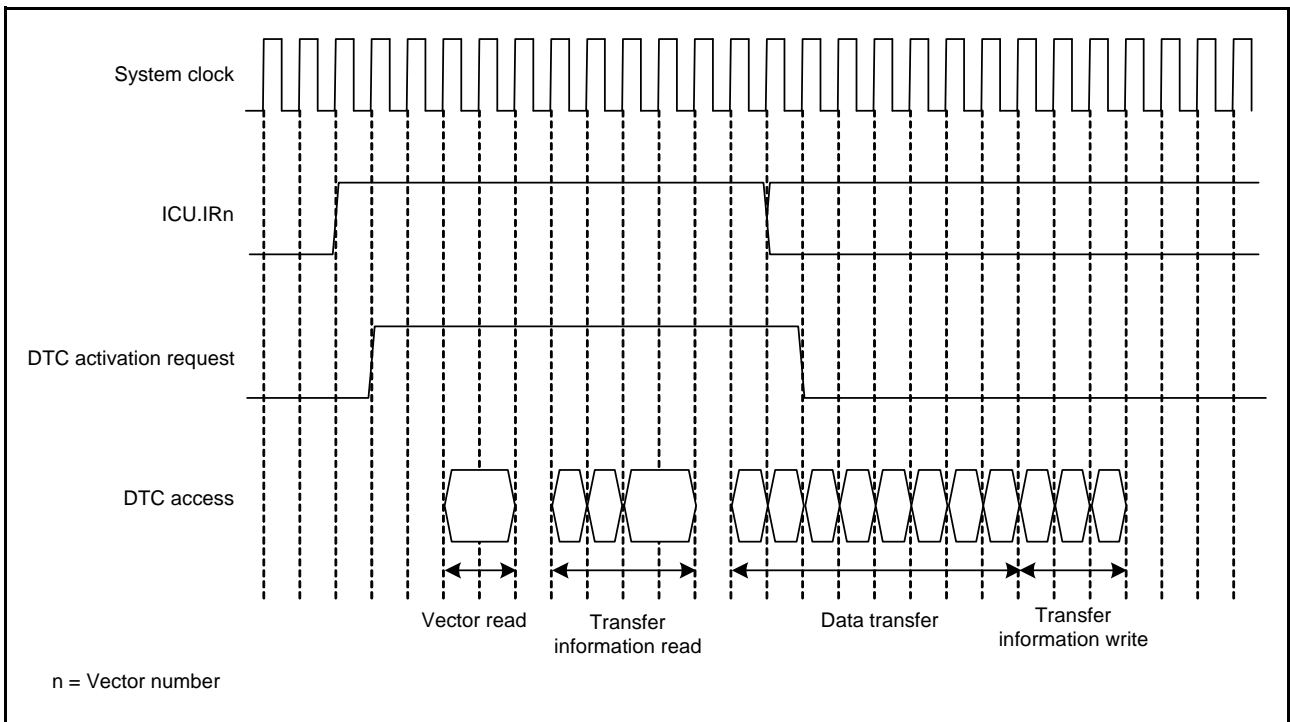 System clock
ICU.IRn
DTC activation request
DTC access
Vector read
Transfer
information read
Data transfer
Transfer
information write
n = Vector number